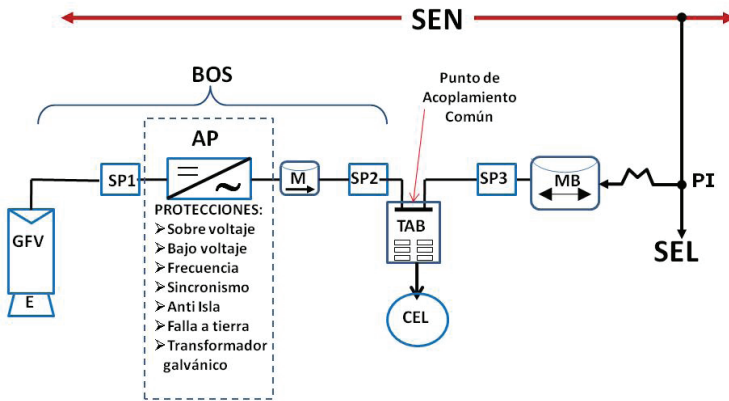 SEN
BOS
Punto de
Acoplamiento
Común
AP
SP1
M
SP2
SP3
MB
PI
PROTECCIONES:
Sobre voltaje
Bajo voltaje
Frecuencia
Sincronismo
Anti Isla
Falla a tierra
Transformador
galvánico
GFV
E
TAB
CEL
SEL